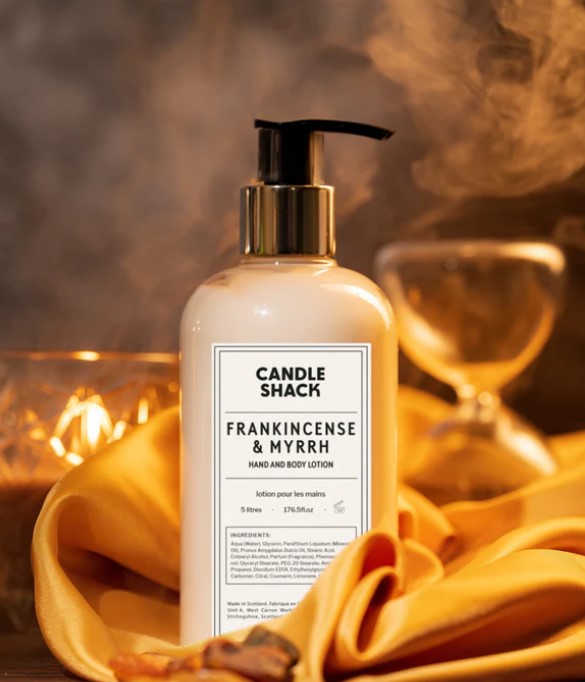 CANDLE
SHACK
FRANKINCENSE
& MYRRH
HAND AND BODY LOTION
lotion pour les mains
5 litres · 176.5fl.oz ·
INGREDIENTS:
Aqua (Water), Glycerin, Paraffinum Liquidum (Mineral
Oil), Prunus Amygdalus Dulcis Oil, Stearic Acid,
Cetearyl Alcohol, Parfum (Fragrance),
Glyceryl Stearate, PEG-20 Stearate,
Propanol, Disodium EDTA,
Carbomer, Citral, Coumarin, Limonene,
Made in Scotland. Fabriqué en
Unit A, West Carron
Stirlingshire, Scotland